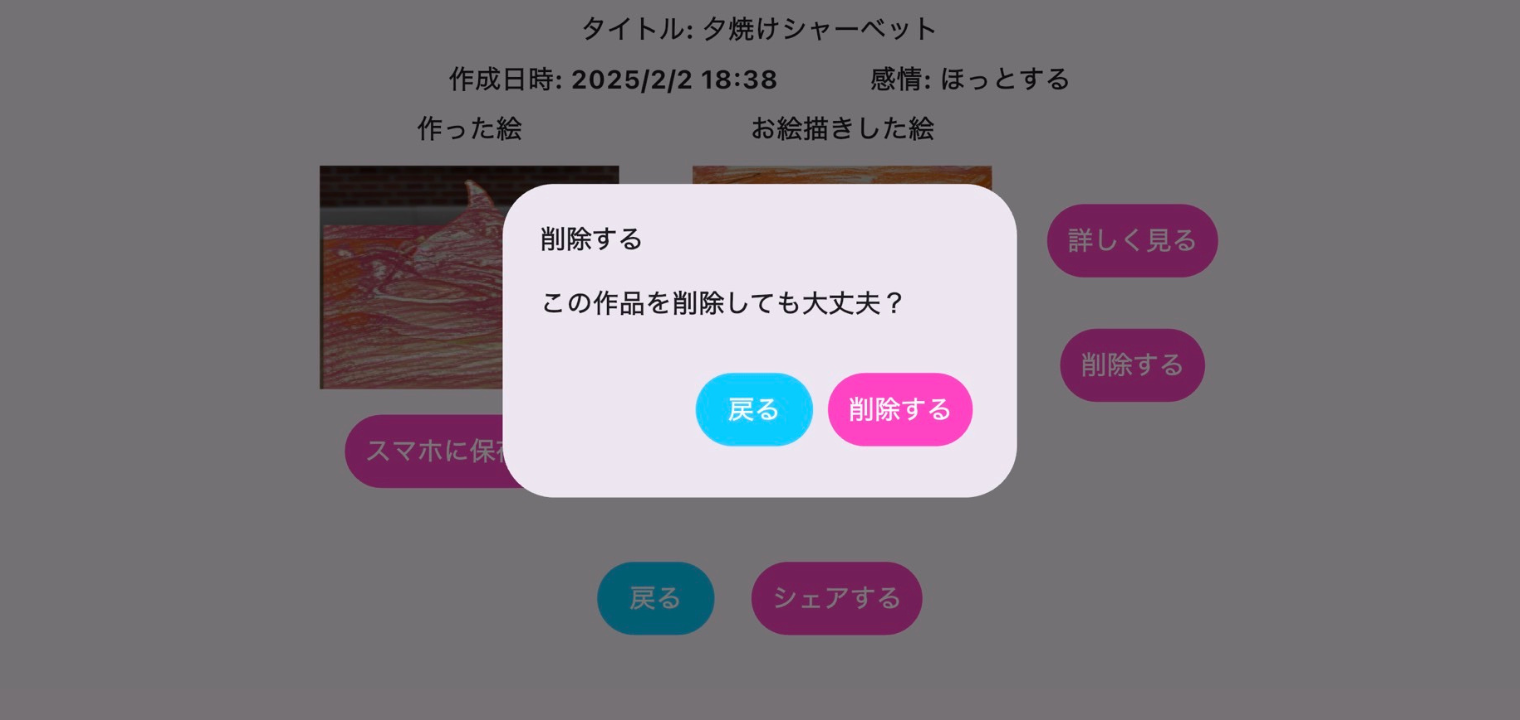 タイトル: 夕焼けシャーベット
作成日時: 2025/2/2 18:38 感情: ほっとする
作った絵 お絵描きした絵
詳しく見る
削除する
この作品を削除しても大丈夫？
削除する
戻る 削除する
スマホに保
戻る シェアする